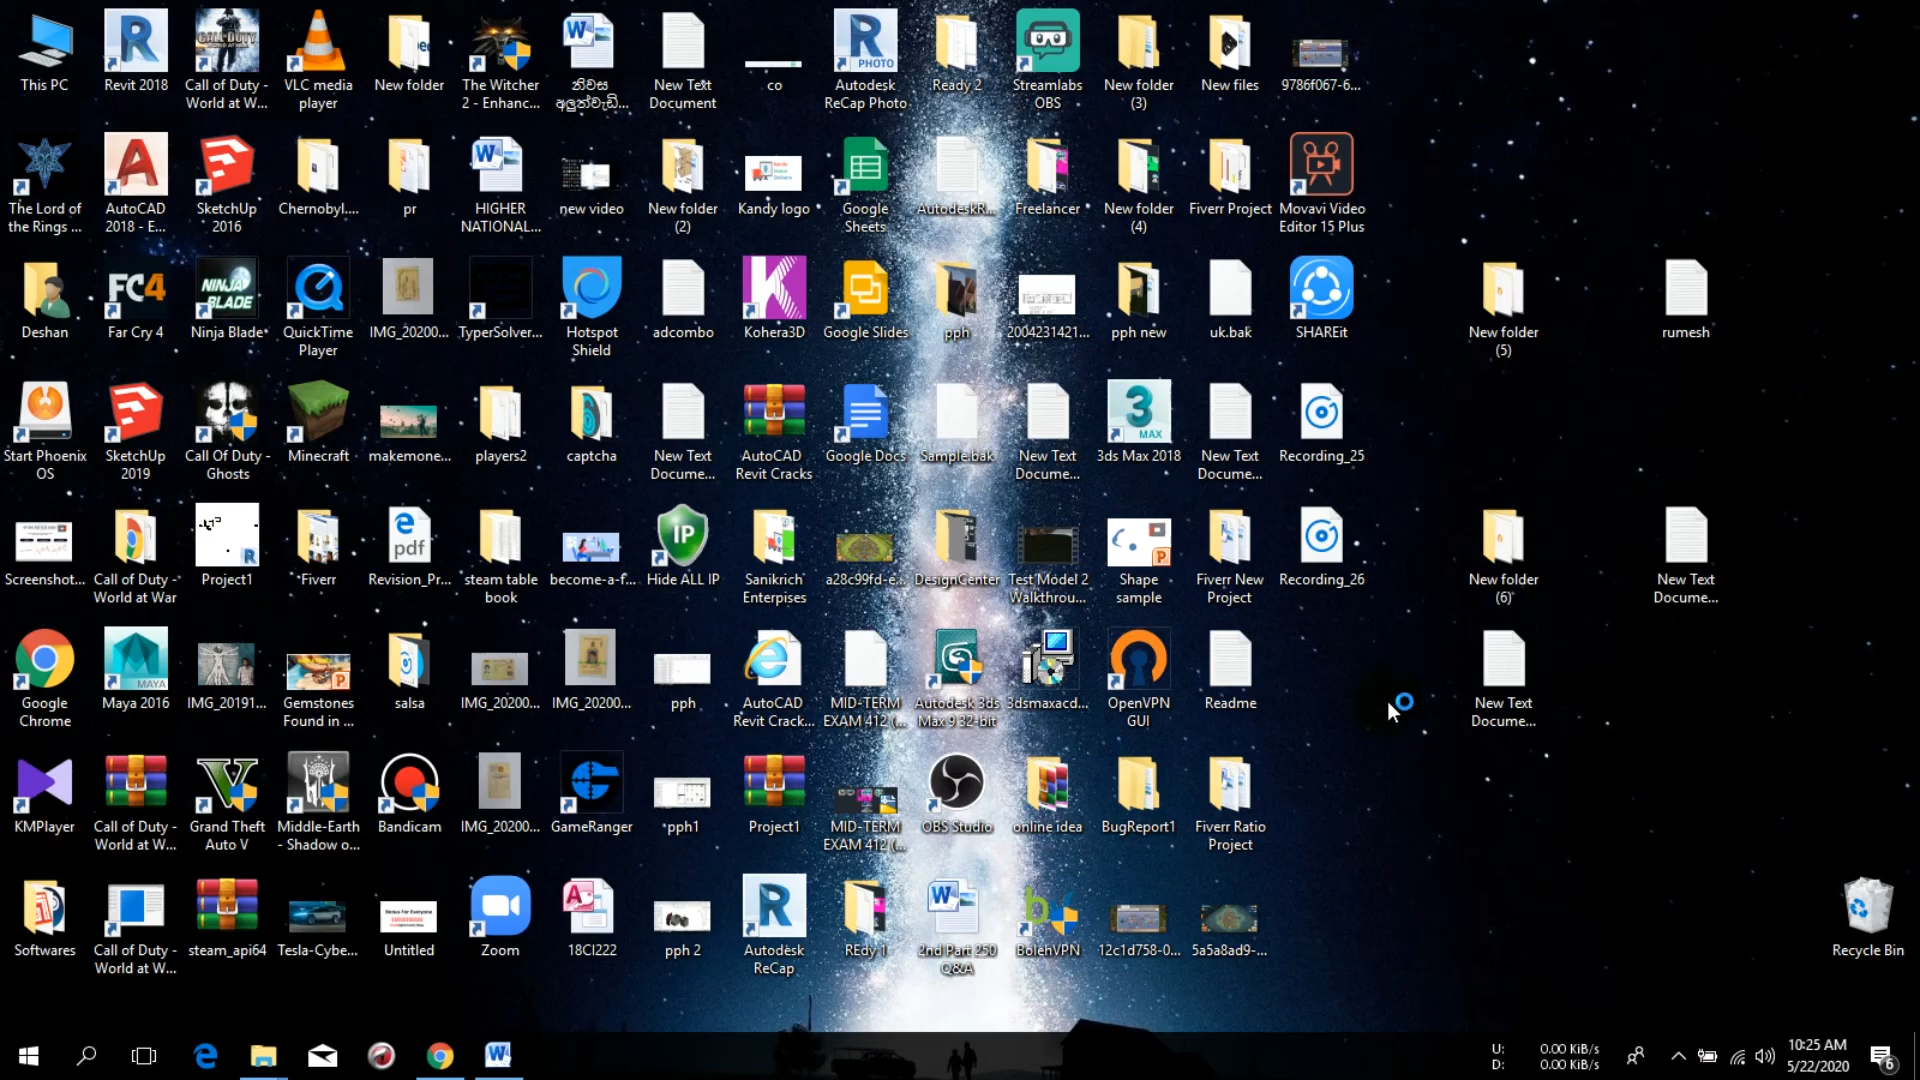 This PC
Revit 2018
Call of Duty -
World at W...
VLC media
player
New folder
The Witcher
2 - Enhanc...
නිවස
අලුත්වැඩි...
New Text
Document
co
Autodesk
ReCap Photo
Ready 2
Streamlabs
OBS
New folder
(3)
New files
9786f067-6...
The Lord of
the Rings ...
AutoCAD
2018 - E...
SketchUp
2016
Chernobyl....
pr
HIGHER
NATIONAL...
new video
New folder
(2)
Kandy logo
Google
Sheets
AutodeskR...
Freelancer
New folder
(4)
Fiverr Project
Movavi Video
Editor 15 Plus
Deshan
Far Cry 4
Ninja Blade
QuickTime
Player
IMG_20200...
TyperSolver...
Hotspot
Shield
adcombo
Kohera3D
Google Slides
pph
2004231421...
pph new
uk.bak
SHAREit
New folder
(5)
rumesh
Start Phoenix
OS
SketchUp
2019
Call Of Duty -
Ghosts
Minecraft
makemone...
players2
captcha
New Text
Docume...
AutoCAD
Revit Cracks
Google Docs
Sample.bak
New Text
Docume...
3ds Max 2018
New Text
Docume...
Recording_25
Screenshot...
Call of Duty -
World at War
Project1
Fiverr
Revision_Pr...
steam table
book
become-a-f...
Hide ALL IP
Sanikrich
Enterpises
a28c99fd-e...
DesignCenter
Test Model 2
Walkthrou...
Shape
sample
Fiverr New
Project
Recording_26
New folder
(6)
New Text
Docume...
Google
Chrome
Maya 2016
IMG_20191...
Gemstones
Found in ...
salsa
IMG_20200...
IMG_20200...
pph
AutoCAD
Revit Crack...
MID-TERM
EXAM 412 (...
Autodesk 3ds
Max 9 32-bit
3dsmaxacd...
OpenVPN
GUI
Readme
New Text
Docume...
KMPlayer
Call of Duty -
World at W...
Grand Theft
Auto V
Middle-Earth
- Shadow o...
Bandicam
IMG_20200...
GameRanger
pph1
Project1
MID-TERM
EXAM 412 (...
OBS Studio
online idea
BugReport1
Fiverr Ratio
Project
Softwares
Call of Duty -
World at W...
steam_api64
Tesla-Cybe...
Untitled
Zoom
18CI222
pph 2
Autodesk
ReCap
REdy 1
2nd Part 250
Q&A
BolehVPN
12c1d758-0...
5a5a8ad9-...
Recycle Bin
U: 0.00 KiB/s
D: 0.00 KiB/s
10:25 AM
5/22/2020
6